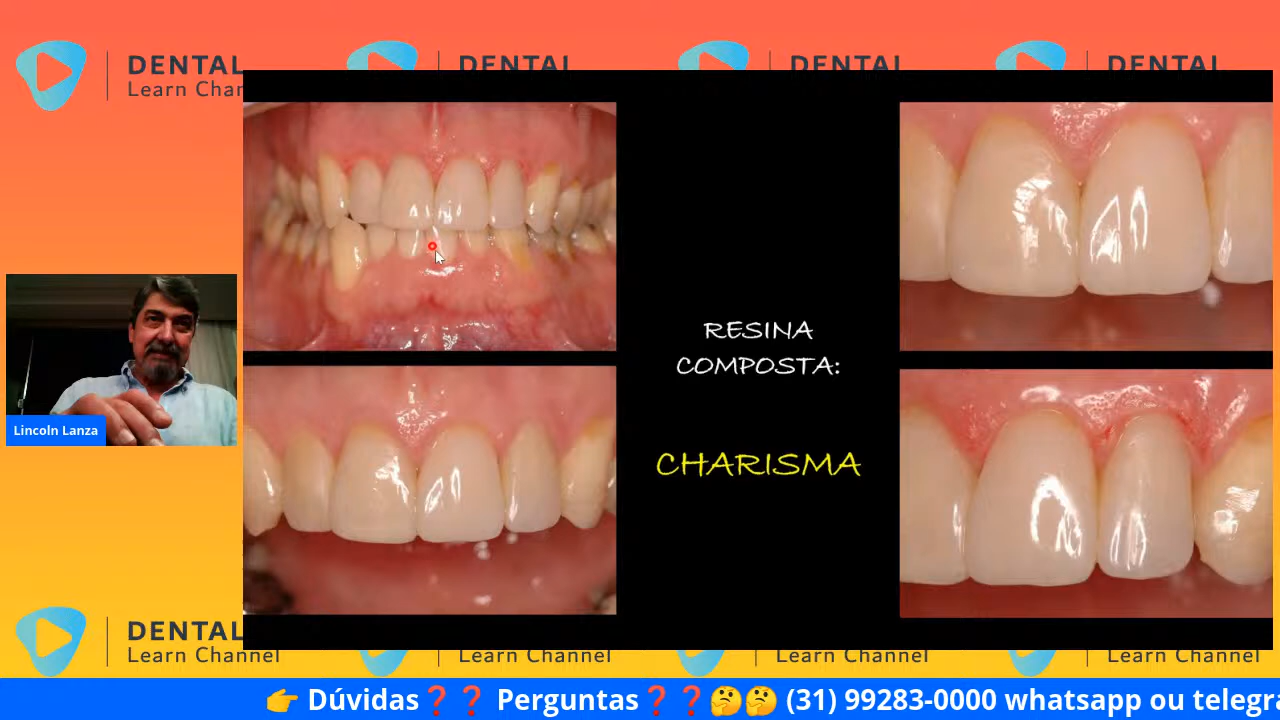 DENTAL
Learn Chan
DENTAL
DENTAL
DENTAL
RESINA
COMPOSTA:
CHARISMA
Lincoln Lanza
DENTAL
Learn Channel
Learn Channel
Learn Channel
Learn Channel
👉 Dúvidas❓❓ Perguntas❓❓🤔🤔 (31) 99283-0000 whatsapp ou telegra